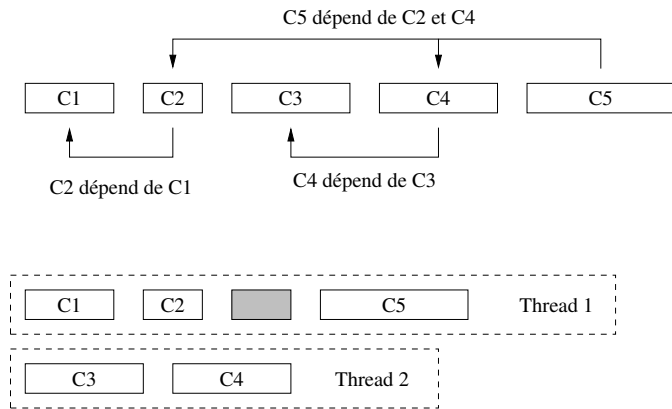 C5 dépend de C2 et C4
C1 C2 C3 C4 C5
C2 dépend de C1
C4 dépend de C3
C1 C2 C5 Thread 1
C3 C4 Thread 2